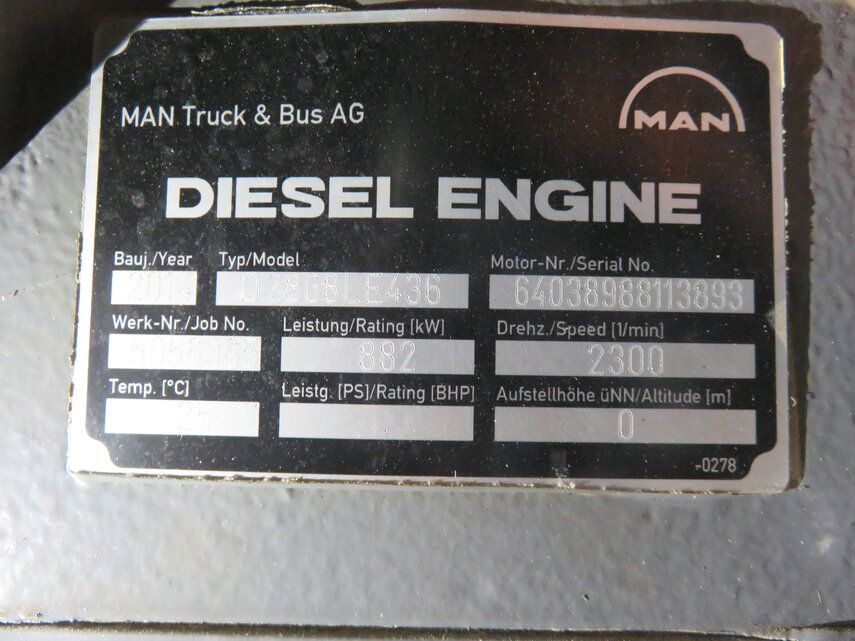 MAN Truck & Bus AG
MAN
DIESEL ENGINE
Bauj./Year Typ/Model Motor-Nr./Serial No.
2014 D2868LE436 64038988113893
Werk-Nr./Job No. Leistung/Rating [kW] Drehz./Speed [1/min]
882 2300
Temp. [°C] Leistg. [PS]/Rating [BHP] Aufstellhöhe üNN/Altitude [m]
25 0
-0278